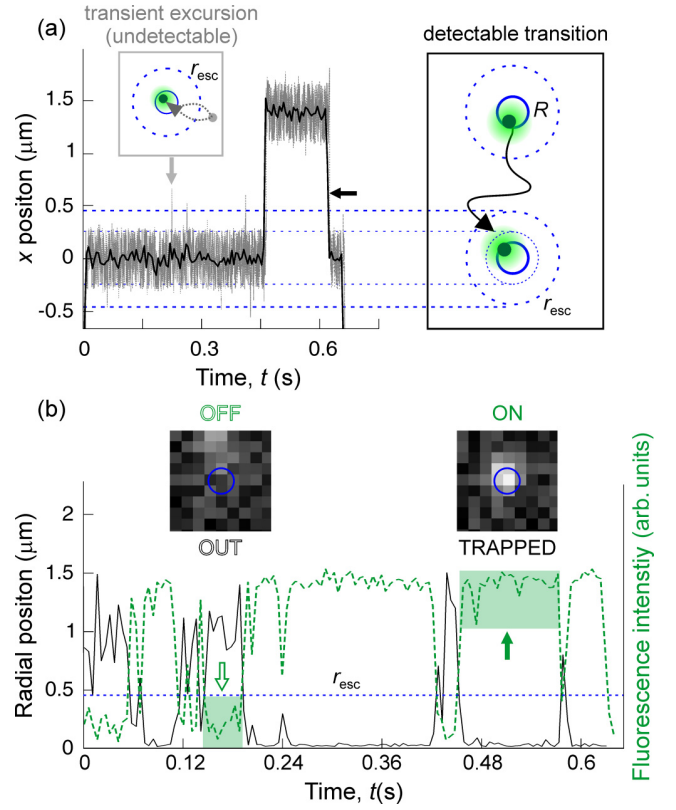 (a)
transient excursion
(undetectable)
detectable transition
r_esc
R
r_esc
x positon (μm)
1.5
1.0
0.5
0
-0.5
0
0.3
0.6
Time, t (s)
(b)
OFF
ON
OUT
TRAPPED
Radial positon (μm)
Fluorescence intenstiy (arb. units)
2
1.5
1
0.5
0
r_esc
0
0.12
0.24
0.36
0.48
0.6
Time, t(s)